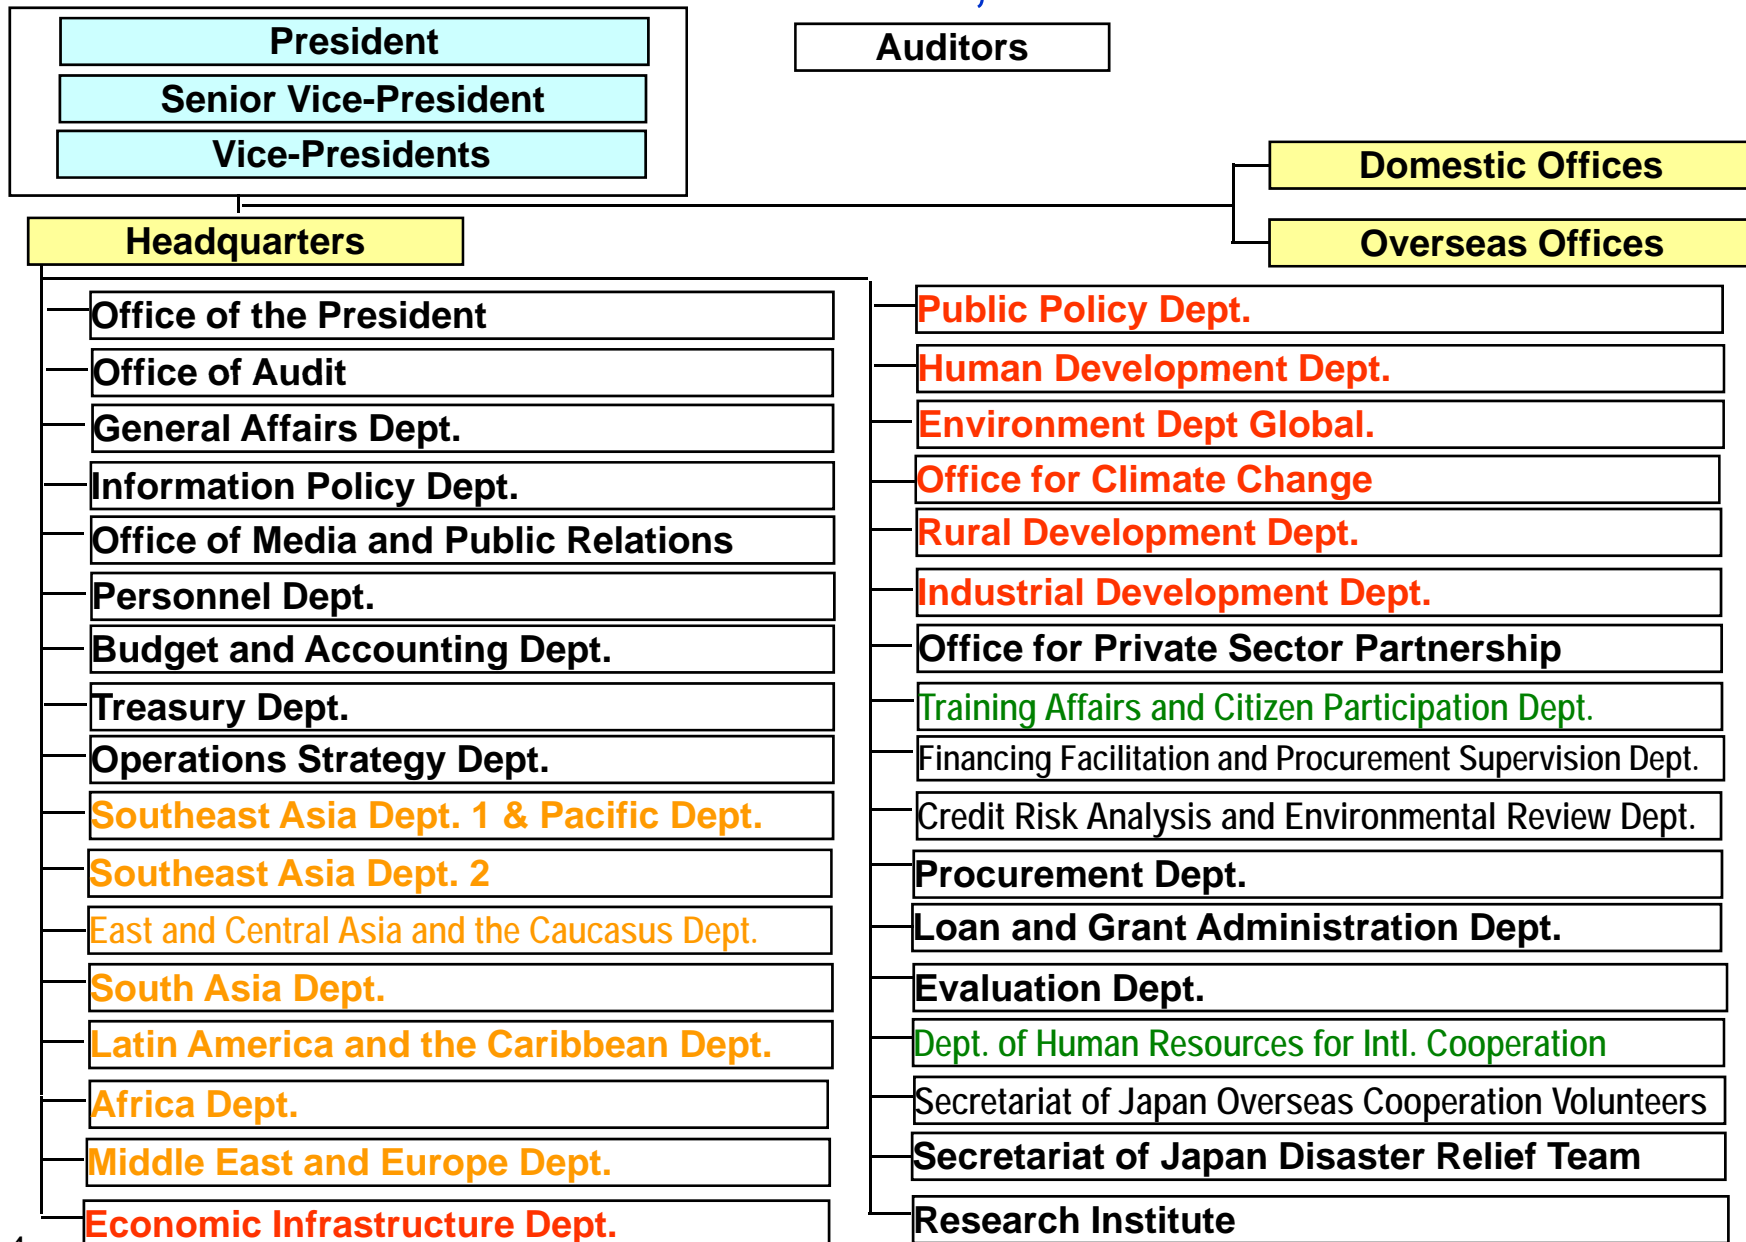 President
Auditors
Senior Vice-President
Vice-Presidents
Domestic Offices
Overseas Offices
Headquarters
Office of the President
Office of Audit
General Affairs Dept.
Information Policy Dept.
Office of Media and Public Relations
Personnel Dept.
Budget and Accounting Dept.
Treasury Dept.
Operations Strategy Dept.
Southeast Asia Dept. 1 & Pacific Dept.
Southeast Asia Dept. 2
East and Central Asia and the Caucasus Dept.
South Asia Dept.
Latin America and the Caribbean Dept.
Africa Dept.
Middle East and Europe Dept.
Economic Infrastructure Dept.
Public Policy Dept.
Human Development Dept.
Environment Dept Global.
Office for Climate Change
Rural Development Dept.
Industrial Development Dept.
Office for Private Sector Partnership
Training Affairs and Citizen Participation Dept.
Financing Facilitation and Procurement Supervision Dept.
Credit Risk Analysis and Environmental Review Dept.
Procurement Dept.
Loan and Grant Administration Dept.
Evaluation Dept.
Dept. of Human Resources for Intl. Cooperation
Secretariat of Japan Overseas Cooperation Volunteers
Secretariat of Japan Disaster Relief Team
Research Institute